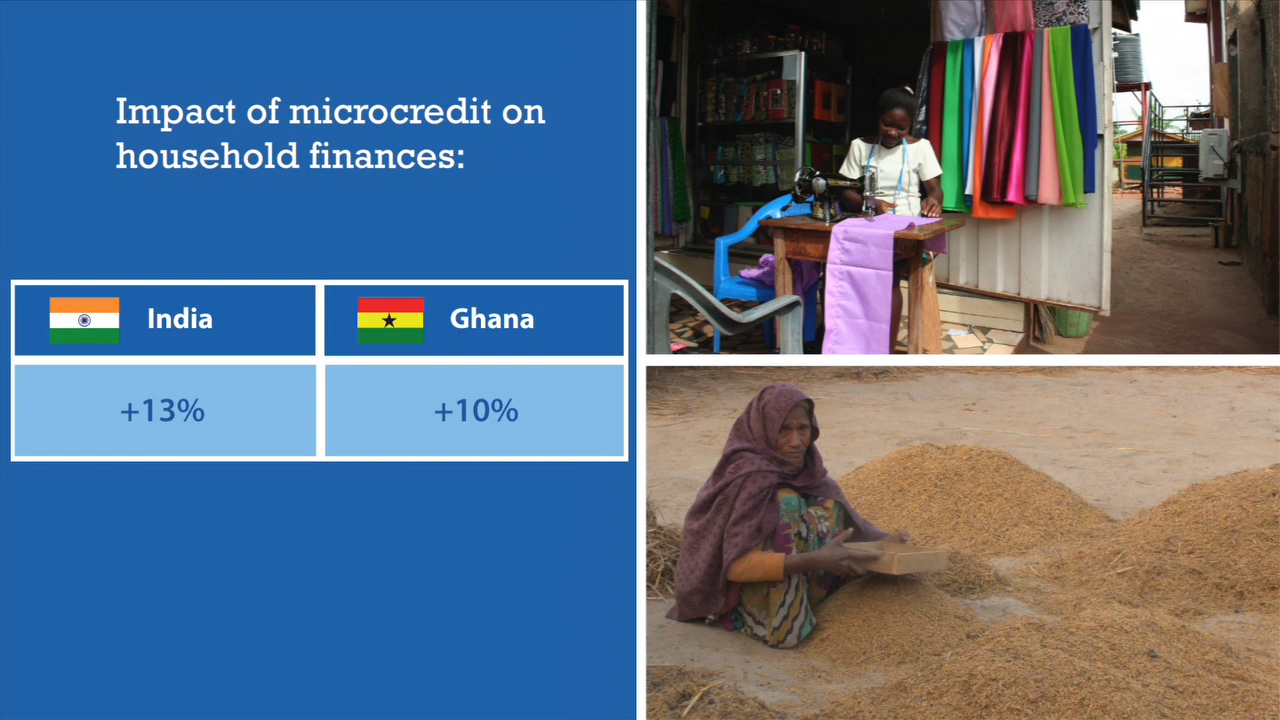 Impact of microcredit on
household finances:
India
Ghana
+13%
+10%